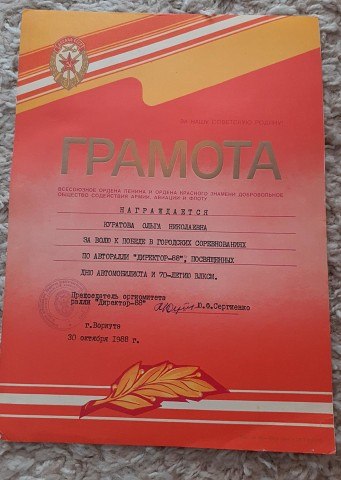 ЗА НАШУ СОВЕТСКУЮ РОДИНУ!
ГРАМОТА
ВСЕСОЮЗНОЕ ОРДЕНА ЛЕНИНА И ОРДЕНА КРАСНОГО ЗНАМЕНИ ДОБРОВОЛЬНОЕ
ОБЩЕСТВО СОДЕЙСТВИЯ АРМИИ, АВИАЦИИ И ФЛОТУ
НАГРАЖДАЕТСЯ
КУРАТОВА ОЛЬГА НИКОЛАЕВНА
ЗА ВОЛЮ К ПОБЕДЕ В ГОРОДСКИХ СОРЕВНОВАНИЯХ
ПО АВТОРАЛЛИ "ДИРЕКТОР-88", ПОСВЯЩЕННЫХ
ДНЮ АВТОМОБИЛИСТА И 70-ЛЕТИЮ ВЛКСМ.
Председатель оргкомитета
ралли "Директор-88" В.Ф.Сергиенко
г.Воркута
30 октября 1988 г.